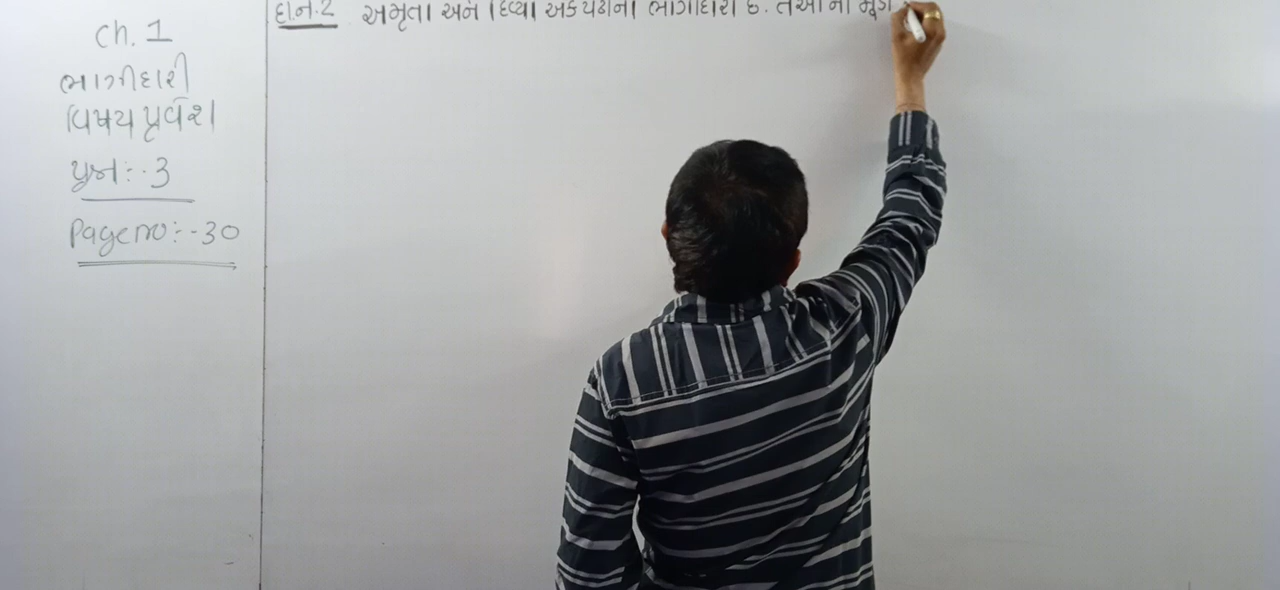 Ch. 1
ભાગીદારી
વિષય પ્રવેશ
પ્રશ્ન:- 3
Page no:- 30
દા.ન.2 અમૃતા અને દિવ્યા એક પેઢીના ભાગીદારો છે. તેઓની મૂડી